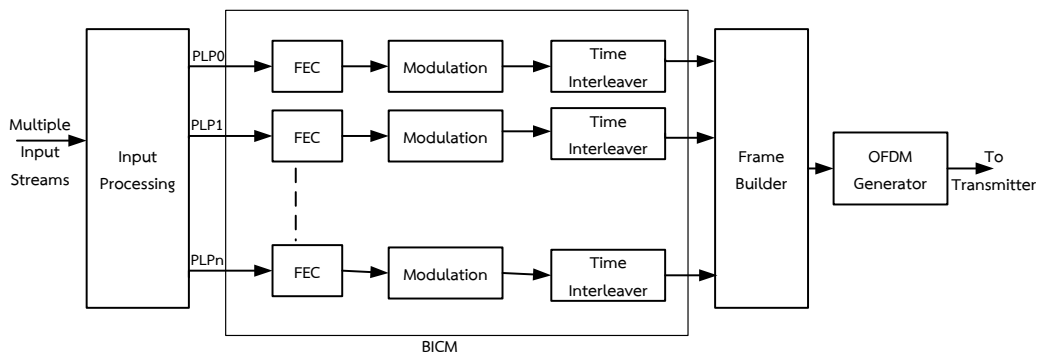 Multiple
Input
Streams
Input
Processing
PLP0
FEC
Modulation
Time
Interleaver
PLP1
FEC
Modulation
Time
Interleaver
PLPn
FEC
Modulation
Time
Interleaver
BICM
Frame
Builder
OFDM
Generator
To
Transmitter